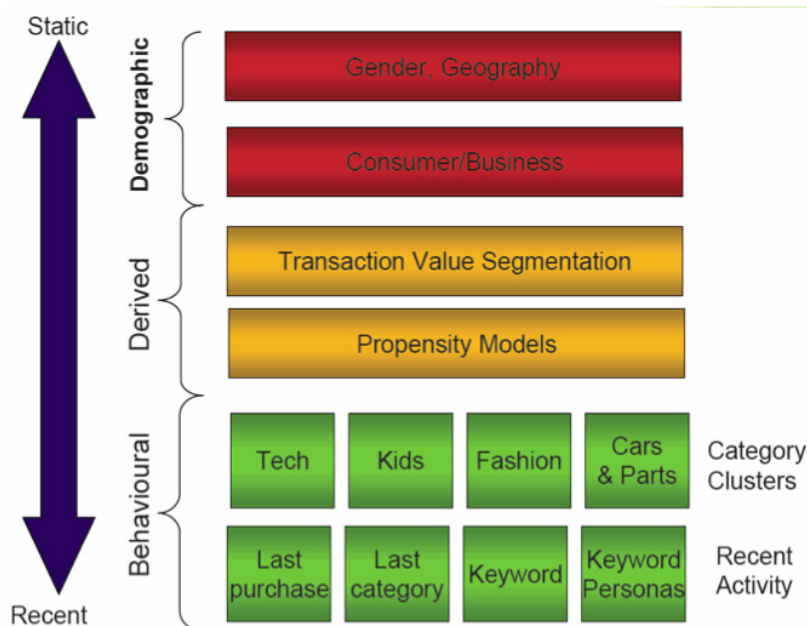 Static
Demographic
Gender, Geography
Consumer/Business
Derived
Transaction Value Segmentation
Propensity Models
Behavioural
Tech
Kids
Fashion
Cars
& Parts
Category
Clusters
Last
purchase
Last
category
Keyword
Keyword
Personas
Recent
Activity
Recent